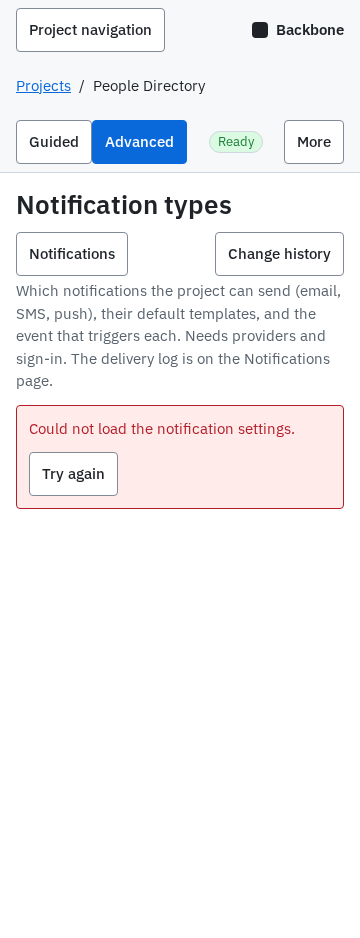 Project navigation
Backbone
Projects / People Directory
Guided
Advanced
Ready
More
Notification types
Notifications
Change history
Which notifications the project can send (email,
SMS, push), their default templates, and the
event that triggers each. Needs providers and
sign-in. The delivery log is on the Notifications
page.
Could not load the notification settings.
Try again